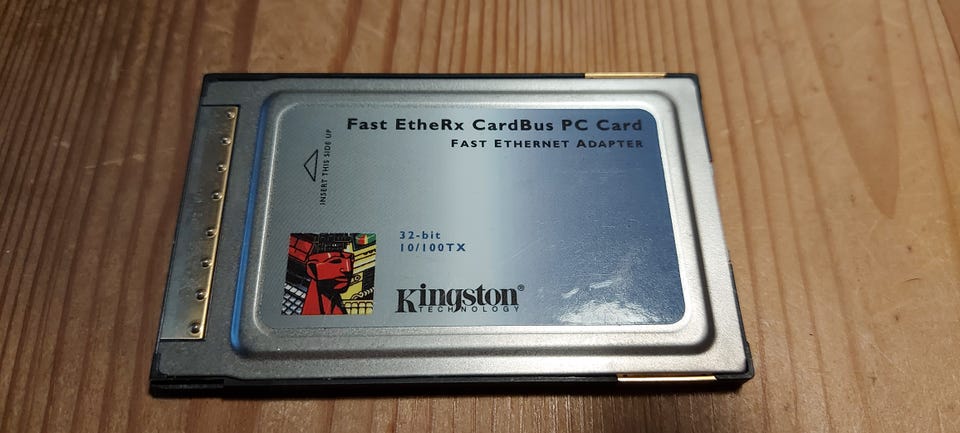 Fast EtheRx CardBus PC Card
FAST ETHERNET ADAPTER
INSERT THIS SIDE UP
32-bit
10/100TX
Kingston®
TECHNOLOGY